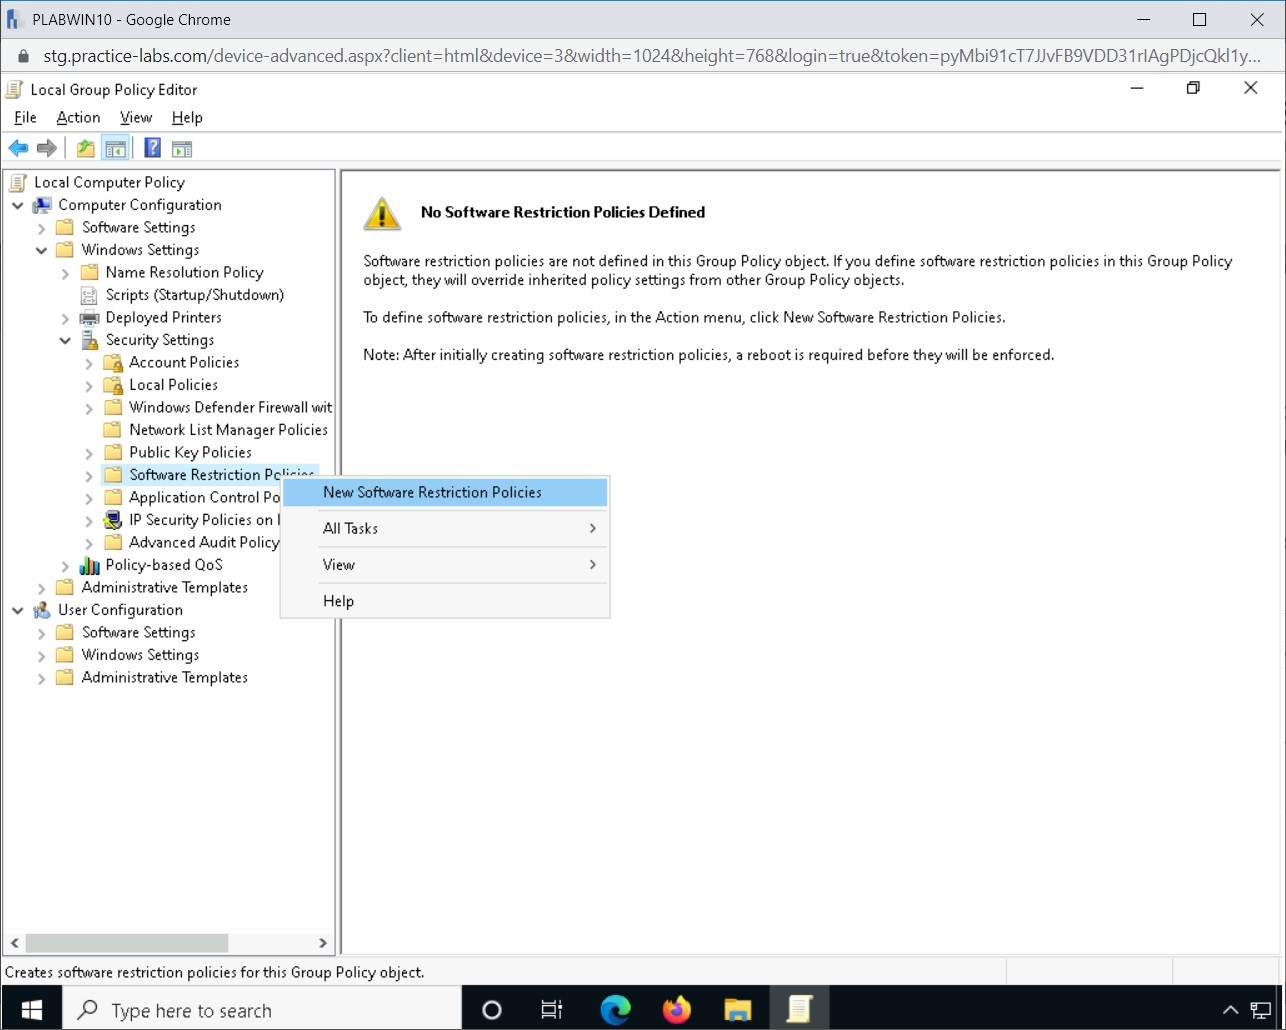 PLABWIN10 - Google Chrome
stg.practice-labs.com/device-advanced.aspx?client=html&device=3&width=1024&height=768&login=true&token=pyMbi91cT7JJvFB9VDD31rIAgPDjcQkl1y...
Local Group Policy Editor
File Action View Help
Local Computer Policy
Computer Configuration
Software Settings
Windows Settings
Name Resolution Policy
Scripts (Startup/Shutdown)
Deployed Printers
Security Settings
Account Policies
Local Policies
Windows Defender Firewall wit
Network List Manager Policies
Public Key Policies
Software Restriction Policies
Application Control Po
IP Security Policies on
Advanced Audit Policy
Policy-based QoS
Administrative Templates
User Configuration
Software Settings
Windows Settings
Administrative Templates
New Software Restriction Policies
All Tasks
View
Help
No Software Restriction Policies Defined
Software restriction policies are not defined in this Group Policy object. If you define software restriction policies in this Group Policy
object, they will override inherited policy settings from other Group Policy objects.
To define software restriction policies, in the Action menu, click New Software Restriction Policies.
Note: After initially creating software restriction policies, a reboot is required before they will be enforced.
Creates software restriction policies for this Group Policy object.
Type here to search